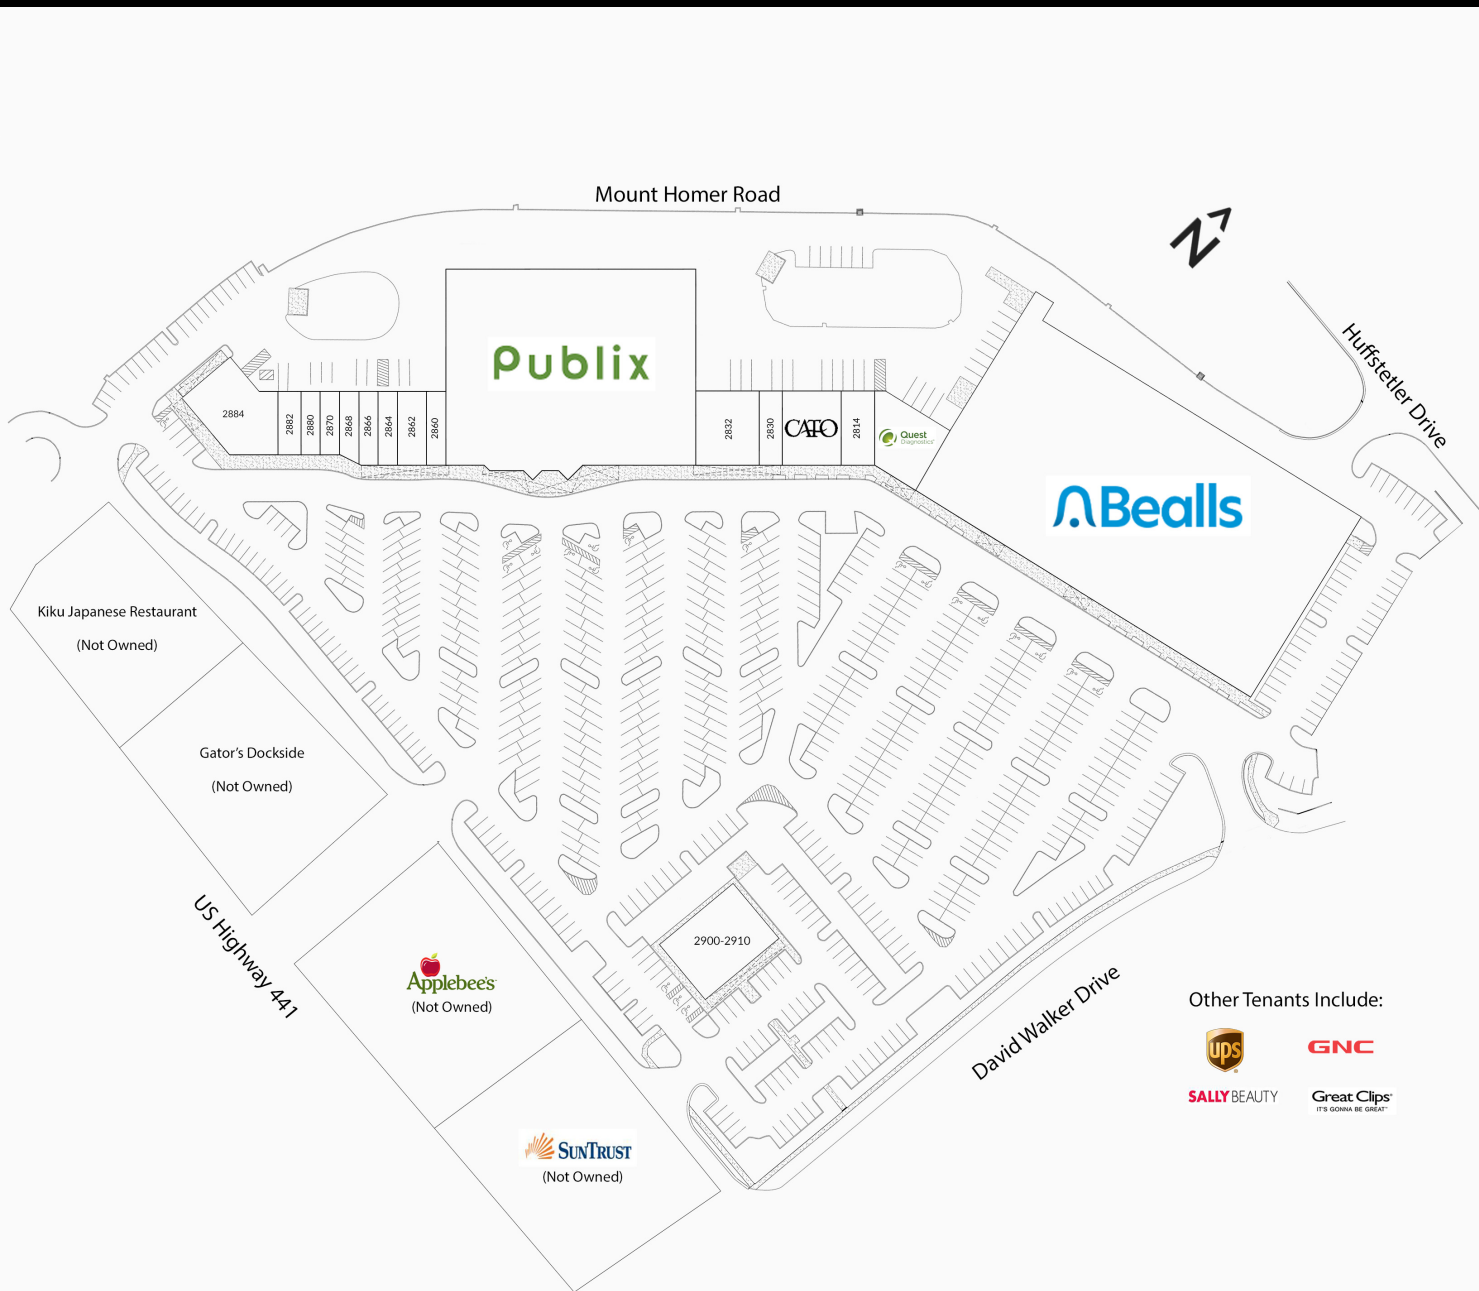 Mount Homer Road
N
Huffstetler Drive
Publix
2884
2882
2880
2870
2868
2866
2864
2862
2860
2832
2830
CATO
2814
Quest
Diagnostics
Bealls
Kiku Japanese Restaurant
(Not Owned)
Gator's Dockside
(Not Owned)
US Highway 441
2900-2910
Applebee's
(Not Owned)
David Walker Drive
SUNTRUST
(Not Owned)
Other Tenants Include:
ups
GNC
SALLY BEAUTY
Great Clips®
IT'S GONNA BE GREAT™